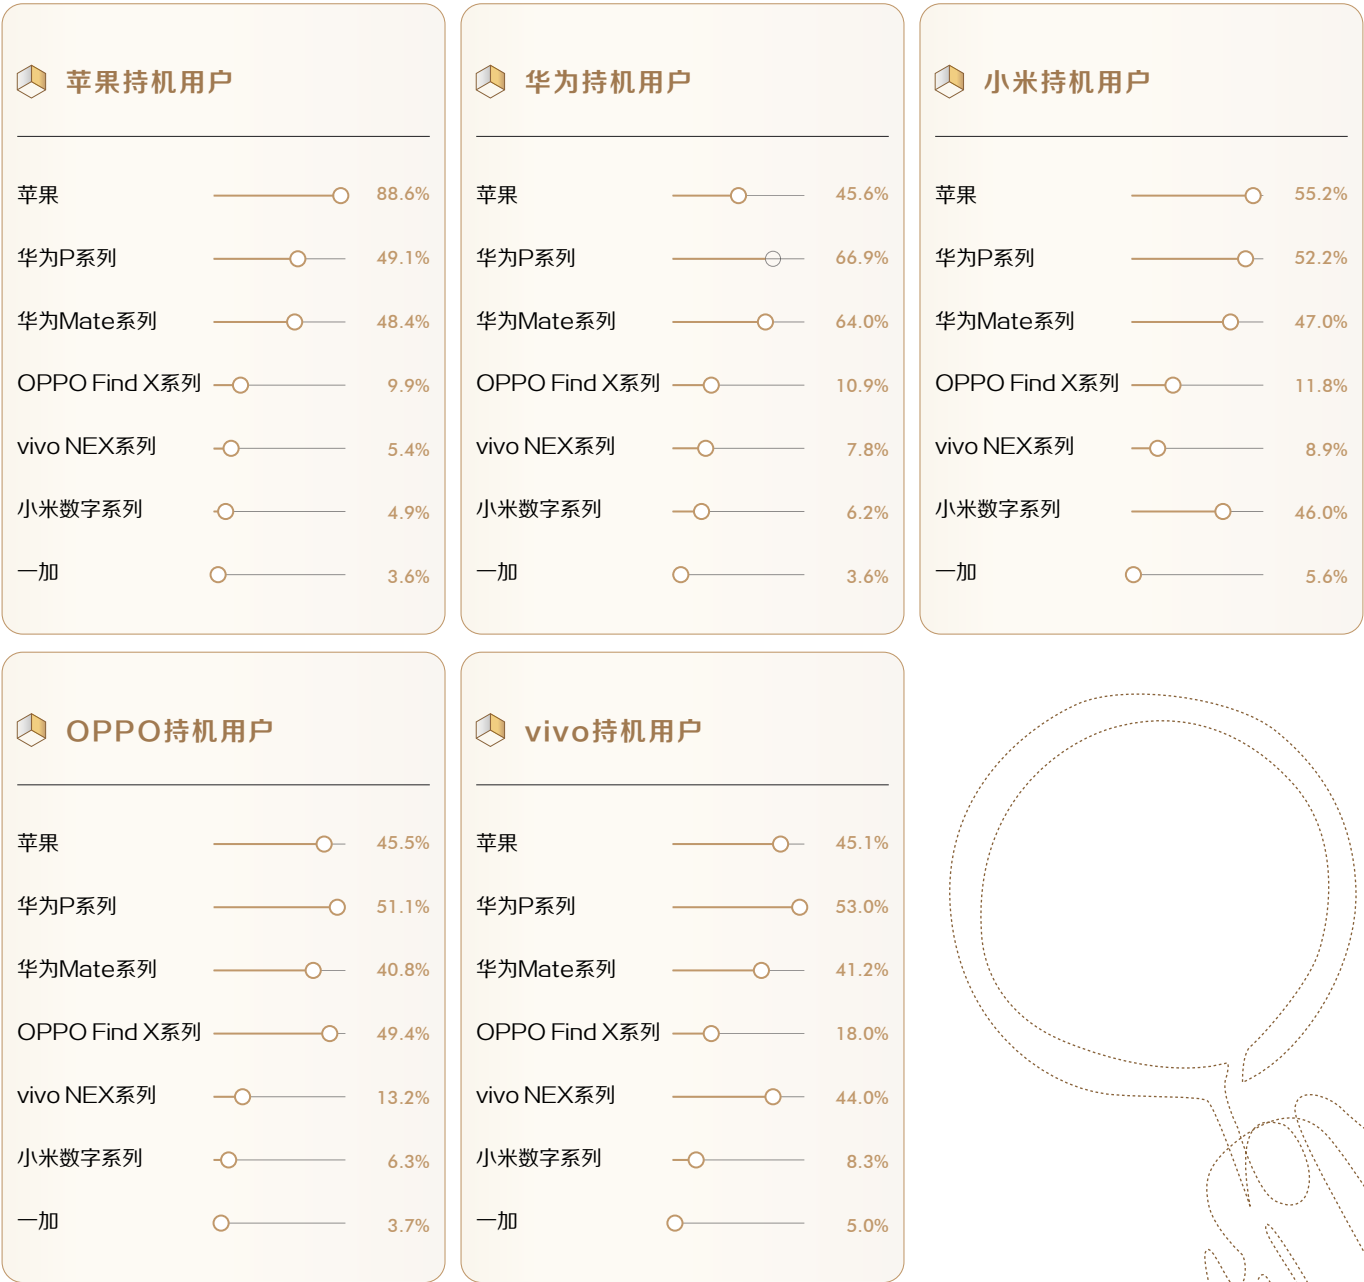 苹果持机用户
苹果 88.6%
华为P系列 49.1%
华为Mate系列 48.4%
OPPO Find X系列 9.9%
vivo NEX系列 5.4%
小米数字系列 4.9%
一加 3.6%
华为持机用户
苹果 45.6%
华为P系列 66.9%
华为Mate系列 64.0%
OPPO Find X系列 10.9%
vivo NEX系列 7.8%
小米数字系列 6.2%
一加 3.6%
小米持机用户
苹果 55.2%
华为P系列 52.2%
华为Mate系列 47.0%
OPPO Find X系列 11.8%
vivo NEX系列 8.9%
小米数字系列 46.0%
一加 5.6%
OPPO持机用户
苹果 45.5%
华为P系列 51.1%
华为Mate系列 40.8%
OPPO Find X系列 49.4%
vivo NEX系列 13.2%
小米数字系列 6.3%
一加 3.7%
vivo持机用户
苹果 45.1%
华为P系列 53.0%
华为Mate系列 41.2%
OPPO Find X系列 18.0%
vivo NEX系列 44.0%
小米数字系列 8.3%
一加 5.0%